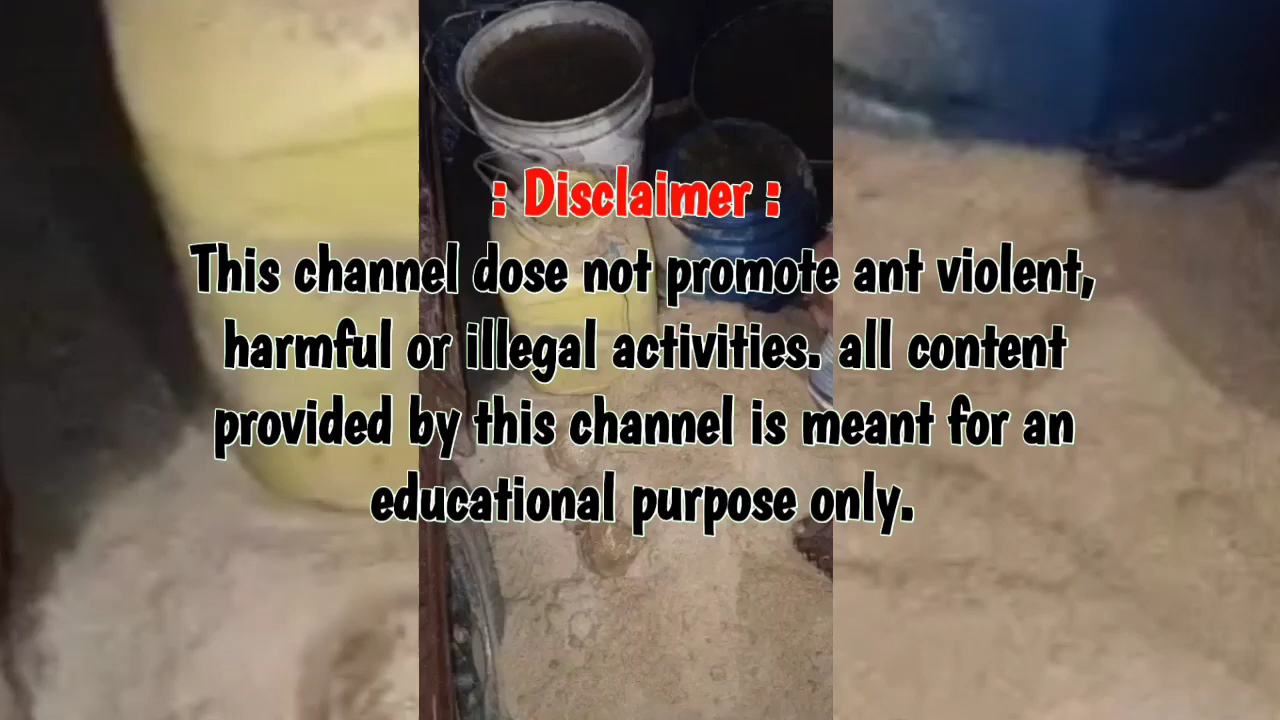 : Disclaimer :
This channel dose not promote ant violent,
harmful or illegal activities. all content
provided by this channel is meant for an
educational purpose only.